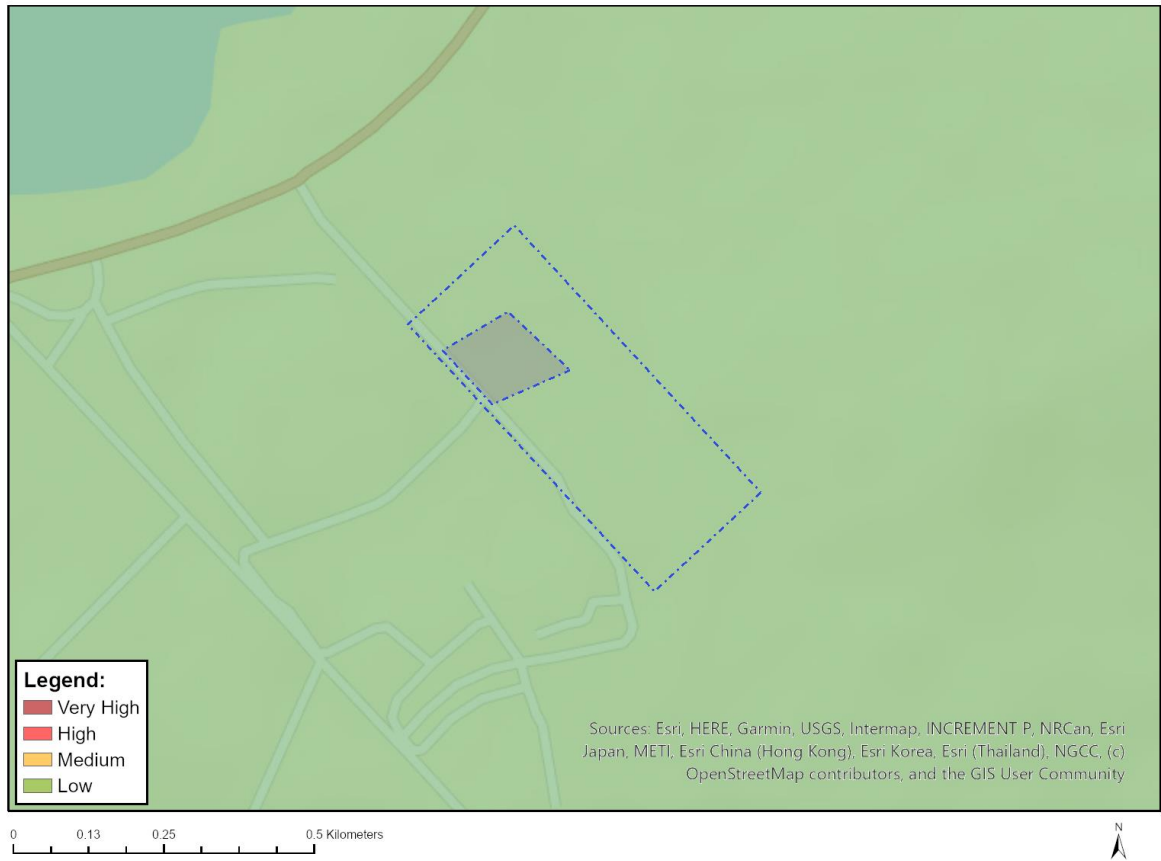 Legend:
Very High
High
Medium
Low
Sources: Esri, HERE, Garmin, USGS, Intermap, INCREMENT P, NRCan, Esri
Japan, METI, Esri China (Hong Kong), Esri Korea, Esri (Thailand), NGCC, (c)
OpenStreetMap contributors, and the GIS User Community
0 0.13 0.25 0.5 Kilometers
N